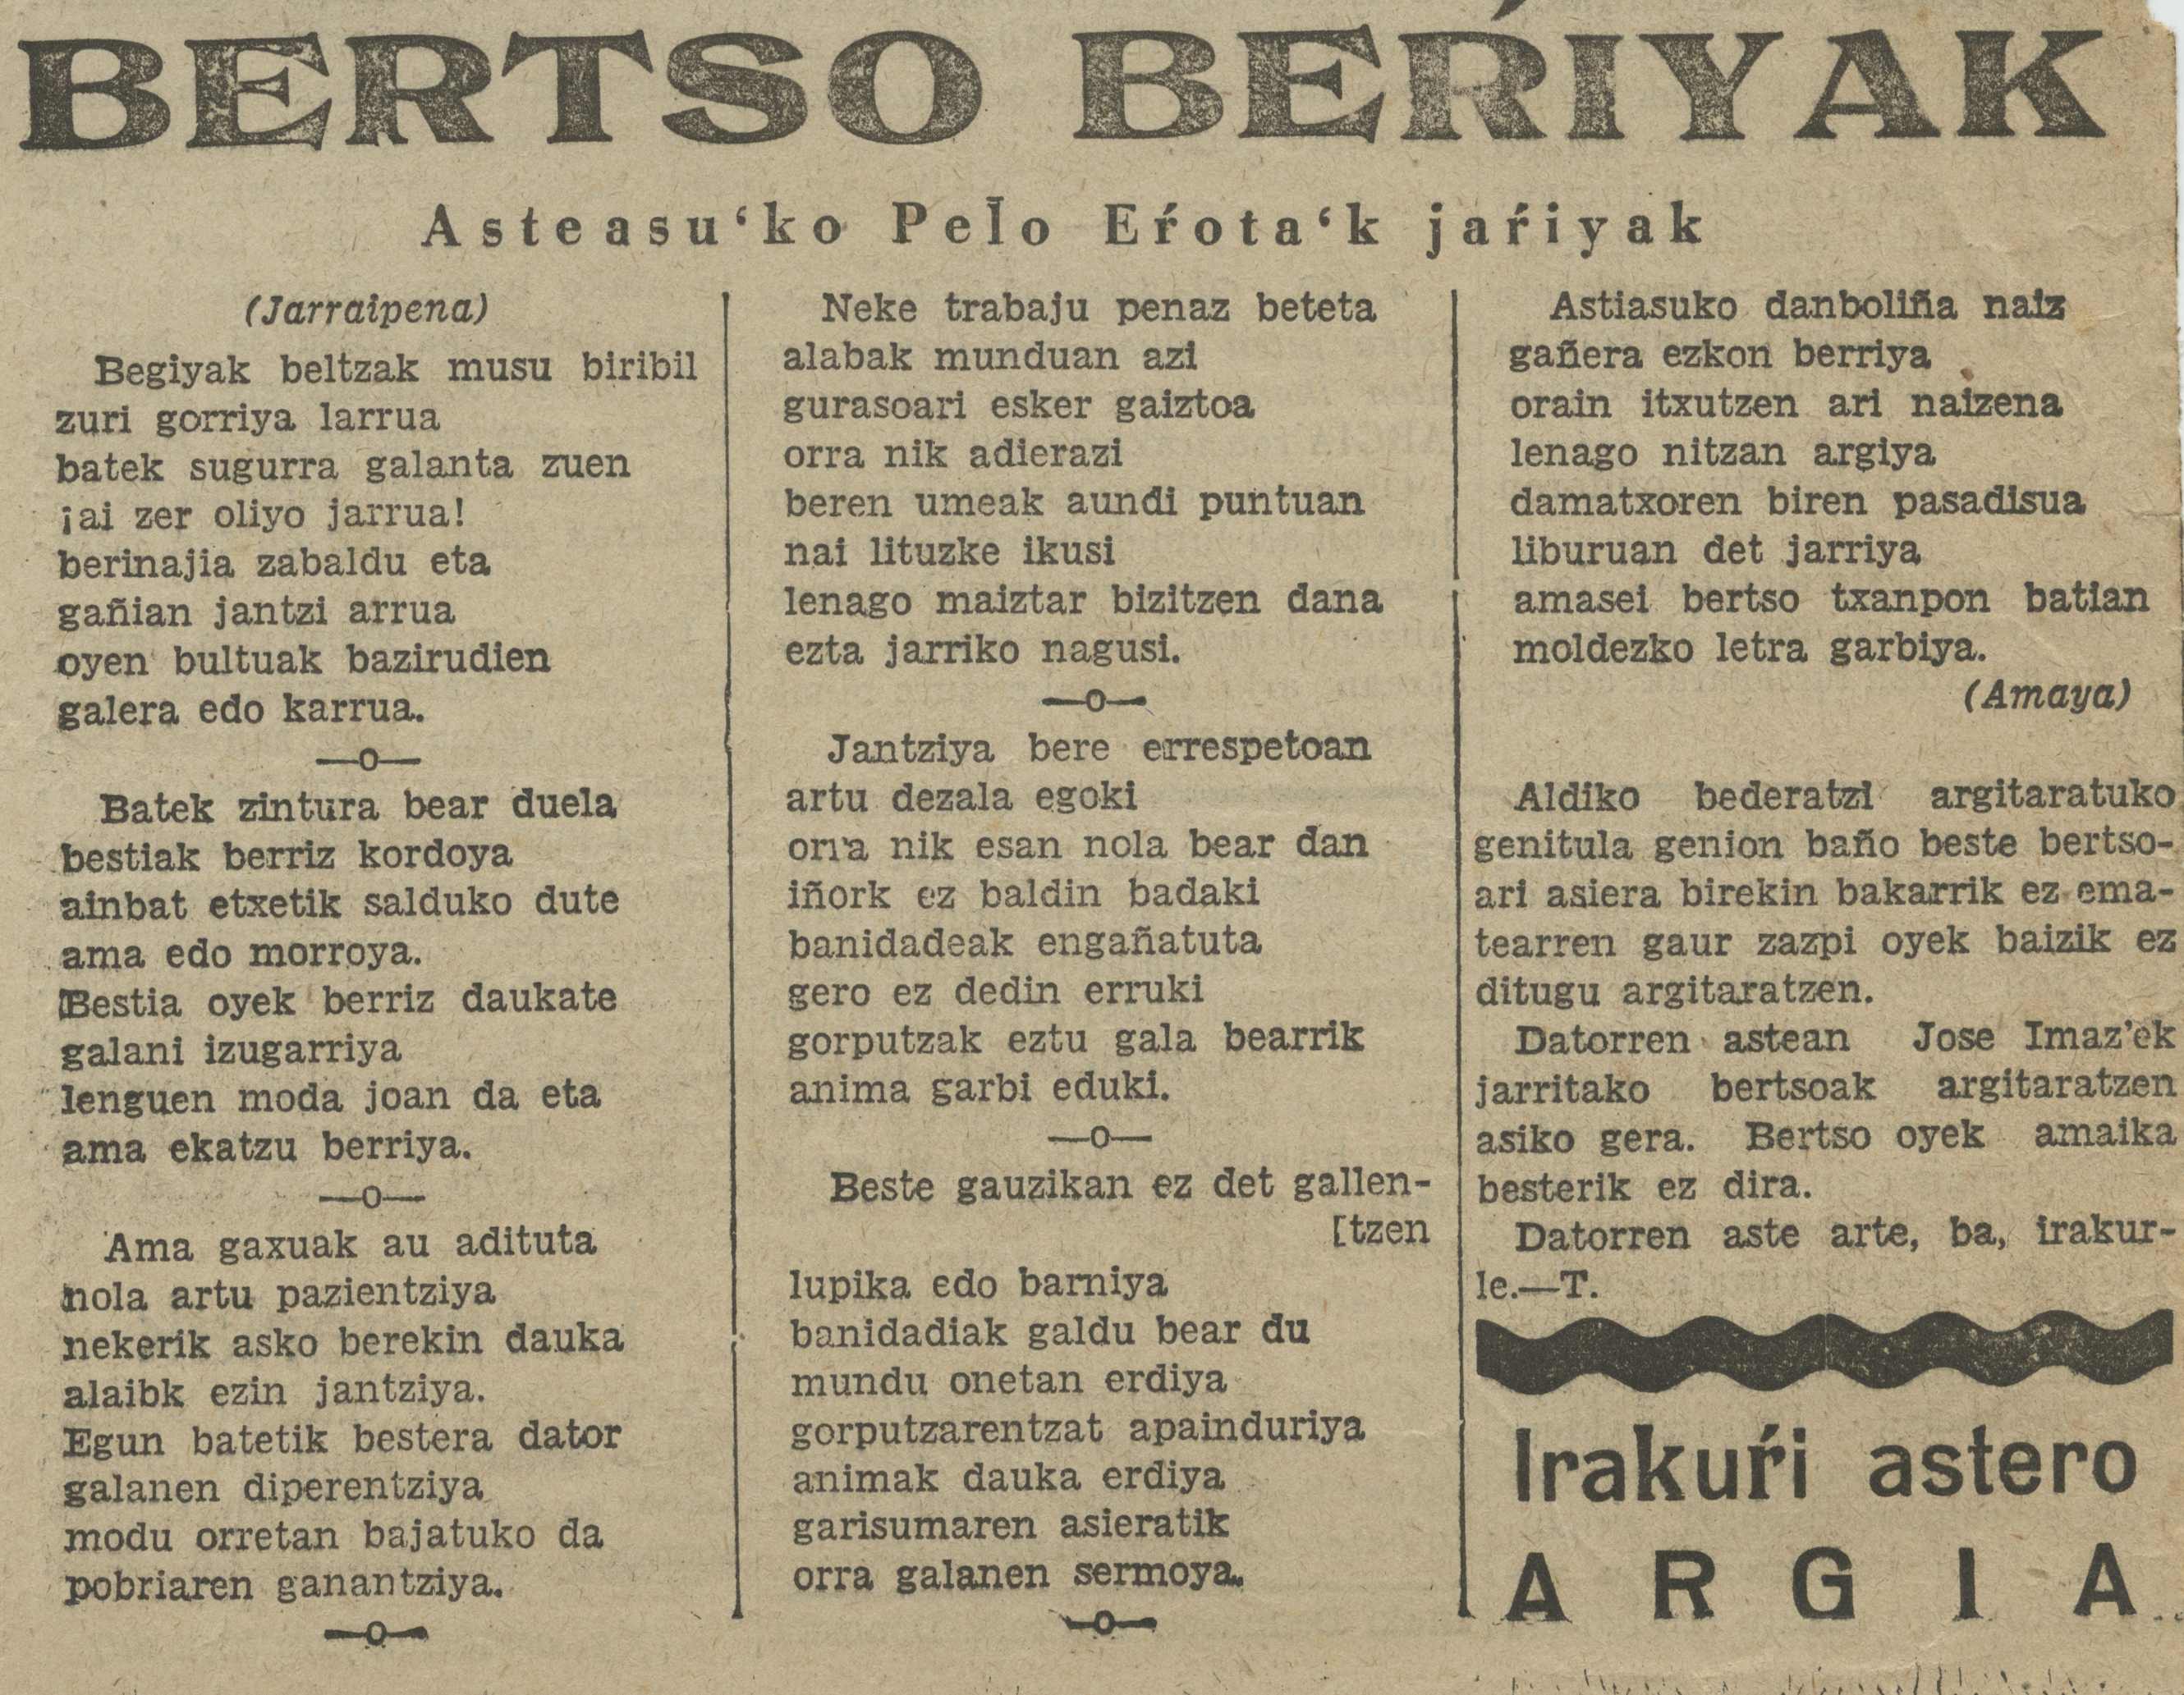 BERTSO BEŔIYAK
Asteasu‘ko Pel̄o Eŕota‘k jaŕiyak
(Jarraipena)
Begiyak beltzak musu biribil
zuri gorriya larrua
batek sugurra galanta zuen
¡ai zer oliyo jarrua!
berinajia zabaldu eta
gañian jantzi arrua
oyen bultuak bazirudien
galera edo karrua.
—o—
Batek zintura bear duela
bestiak berriz kordoya
ainbat etxetik salduko dute
ama edo morroya.
Bestia oyek berriz daukate
galani izugarriya
lenguen moda joan da eta
ama ekatzu berriya.
—o—
Ama gaxuak au adituta
nola artu pazientziya
nekerik asko berekin dauka
alaibk ezin jantziya.
Egun batetik bestera dator
galanen diperentziya
modu orretan bajatuko da
pobriaren ganantziya.
—o—
Neke trabaju penaz beteta
alabak munduan azi
gurasoari esker gaiztoa
orra nik adierazi
beren umeak aundi puntuan
nai lituzke ikusi
lenago maiztar bizitzen dana
ezta jarriko nagusi.
—o—
Jantziya bere errespetoan
artu dezala egoki
orra nik esan nola bear dan
iñork ez baldin badaki
banidadeak engañatuta
gero ez dedin erruki
gorputzak eztu gala bearrik
anima garbi eduki.
—o—
Beste gauzikan ez det gallen-
[tzen
lupika edo barniya
banidadiak galdu bear du
mundu onetan erdiya
gorputzarentzat apainduriya
animak dauka erdiya
garisumaren asieratik
orra galanen sermoya.
—o—
Astiasuko danboliña naiz
gañera ezkon berriya
orain itxutzen ari naizena
lenago nitzan argiya
damatxoren biren pasadisua
liburuan det jarriya
amasei bertso txanpon batian
moldezko letra garbiya.
(Amaya)
Aldiko bederatzi argitaratuko
genitula genion baño beste bertso-
ari asiera birekin bakarrik ez ema-
tearren gaur zazpi oyek baizik ez
ditugu argitaratzen.
Datorren astean Jose Imaz’ek
jarritako bertsoak argitaratzen
asiko gera. Bertso oyek amaika
besterik ez dira.
Datorren aste arte, ba, irakur-
le.—T.
Irakuŕi astero
ARGIA